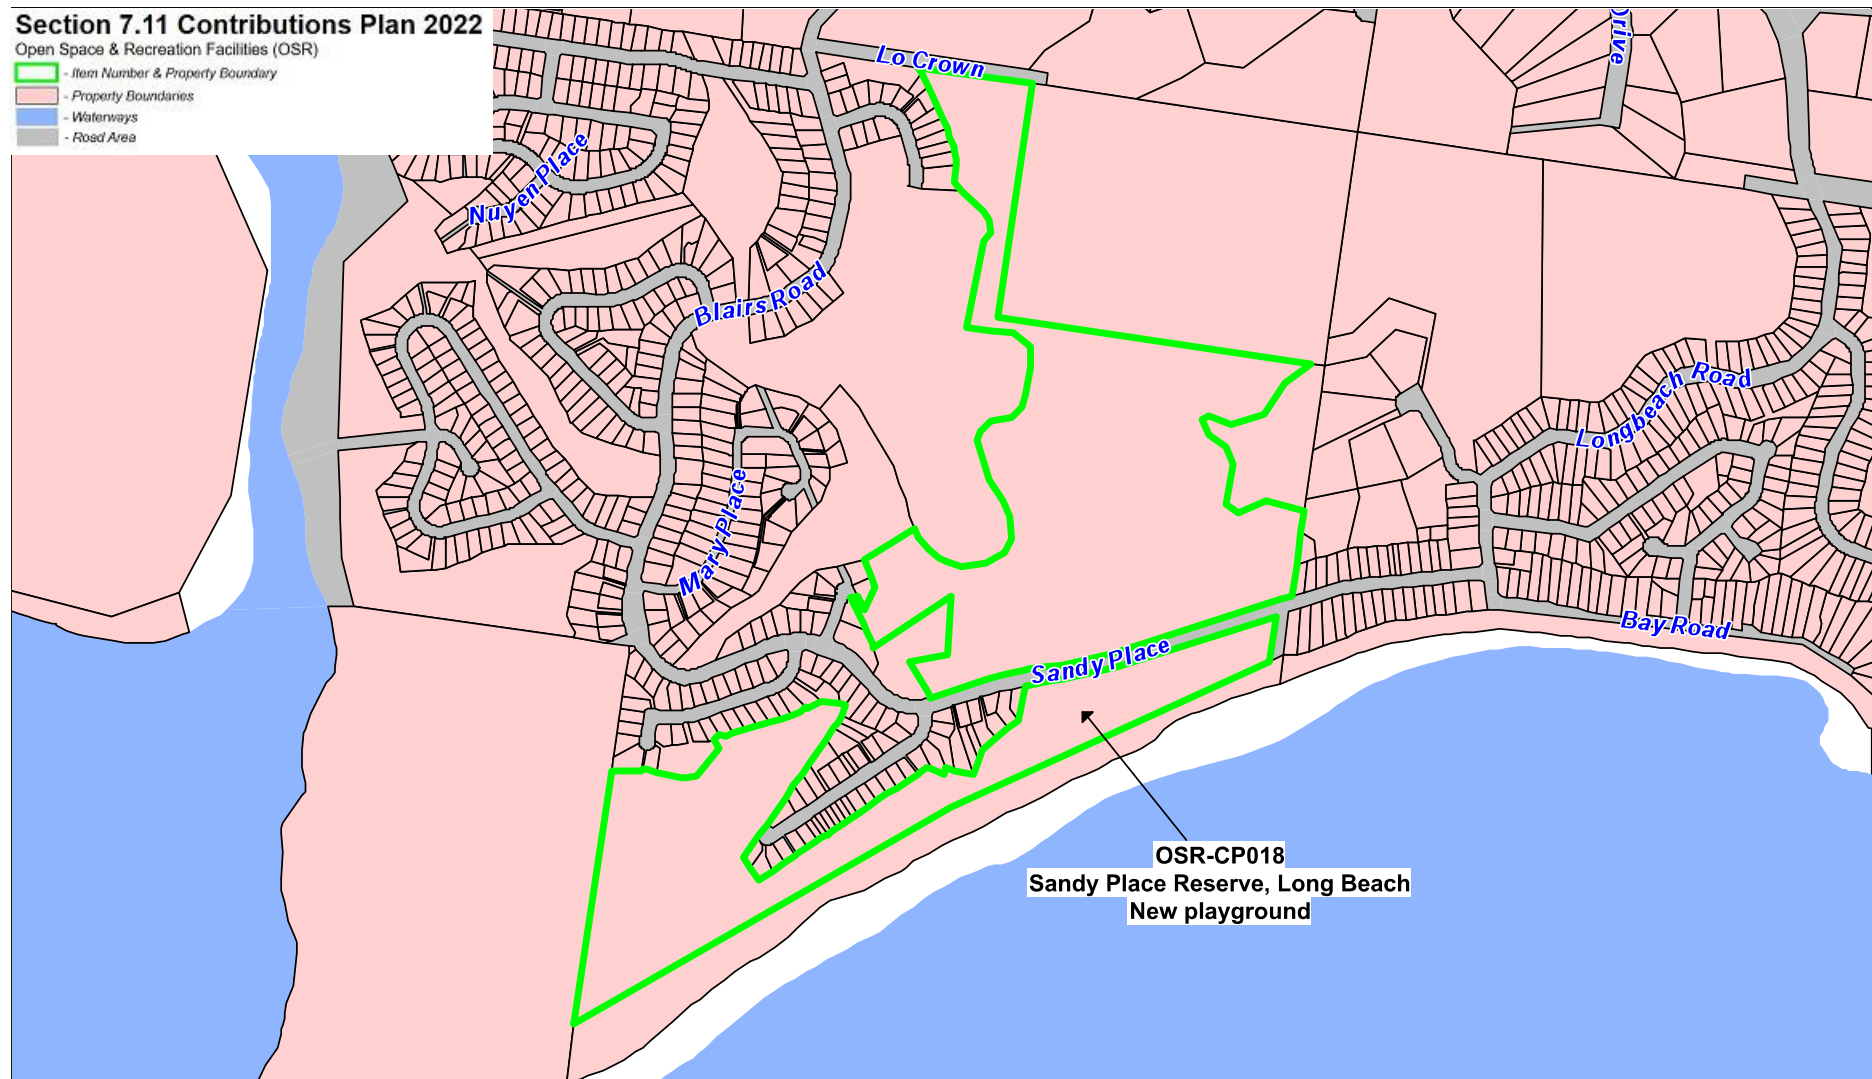 Section 7.11 Contributions Plan 2022
Open Space & Recreation Facilities (OSR)
- Item Number & Property Boundary
- Property Boundaries
- Waterways
- Road Area
Lo Crown
Drive
Nuyen Place
Blairs Road
Longbeach Road
Mary Place
Bay Road
Sandy Place
OSR-CP018
Sandy Place Reserve, Long Beach
New playground